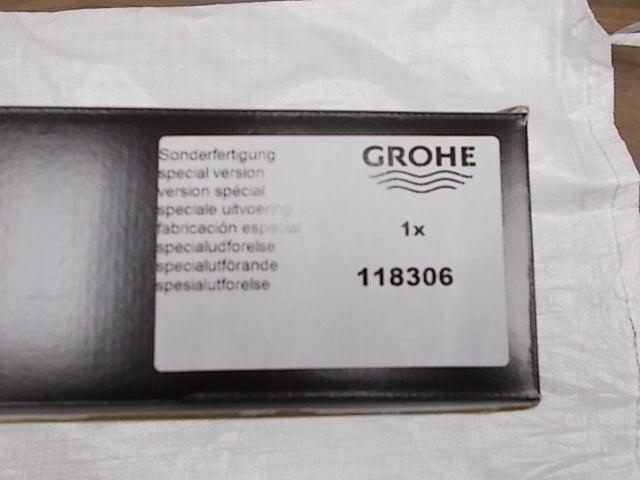 Sonderfertigung
special version
version spécial
speciale uitvoering
fabricación especial
specialudforelse
specialutförande
spesialutforelse
GROHE
1x
118306